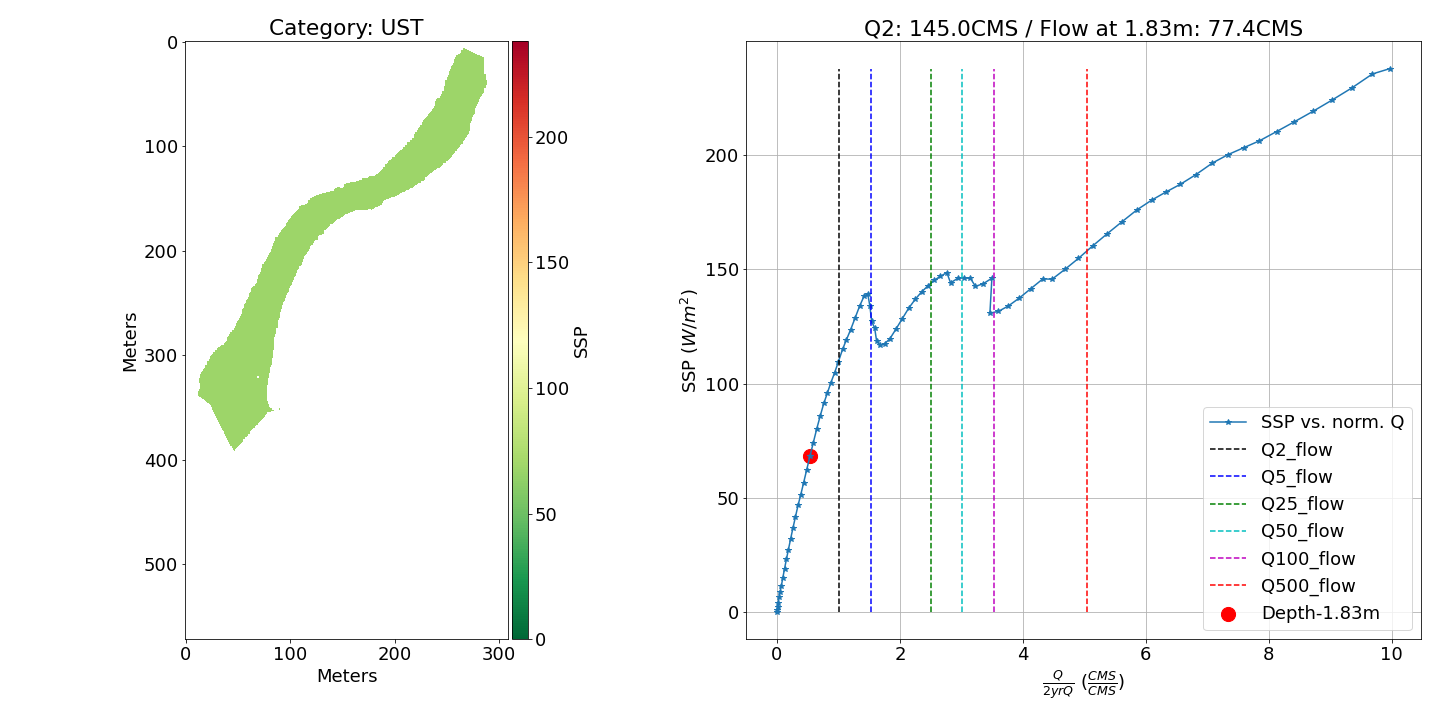 Category: UST
Q2: 145.0CMS / Flow at 1.83m: 77.4CMS
0
100
200
300
400
500
Meters
0
100
200
300
Meters
200
150
100
50
0
SSP
200
150
100
50
0
SSP (W/m²)
0
2
4
6
8
10
Q/2yrQ (CMS/CMS)
SSP vs. norm. Q
Q2_flow
Q5_flow
Q25_flow
Q50_flow
Q100_flow
Q500_flow
Depth-1.83m